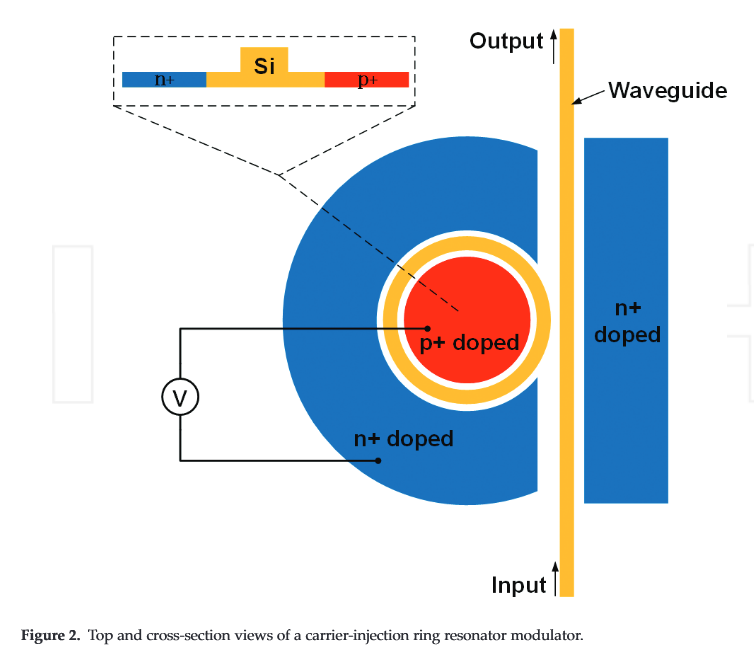 Output
Si
n+
p+
Waveguide
n+
doped
p+ doped
V
n+ doped
Input
Figure 2. Top and cross-section views of a carrier-injection ring resonator modulator.